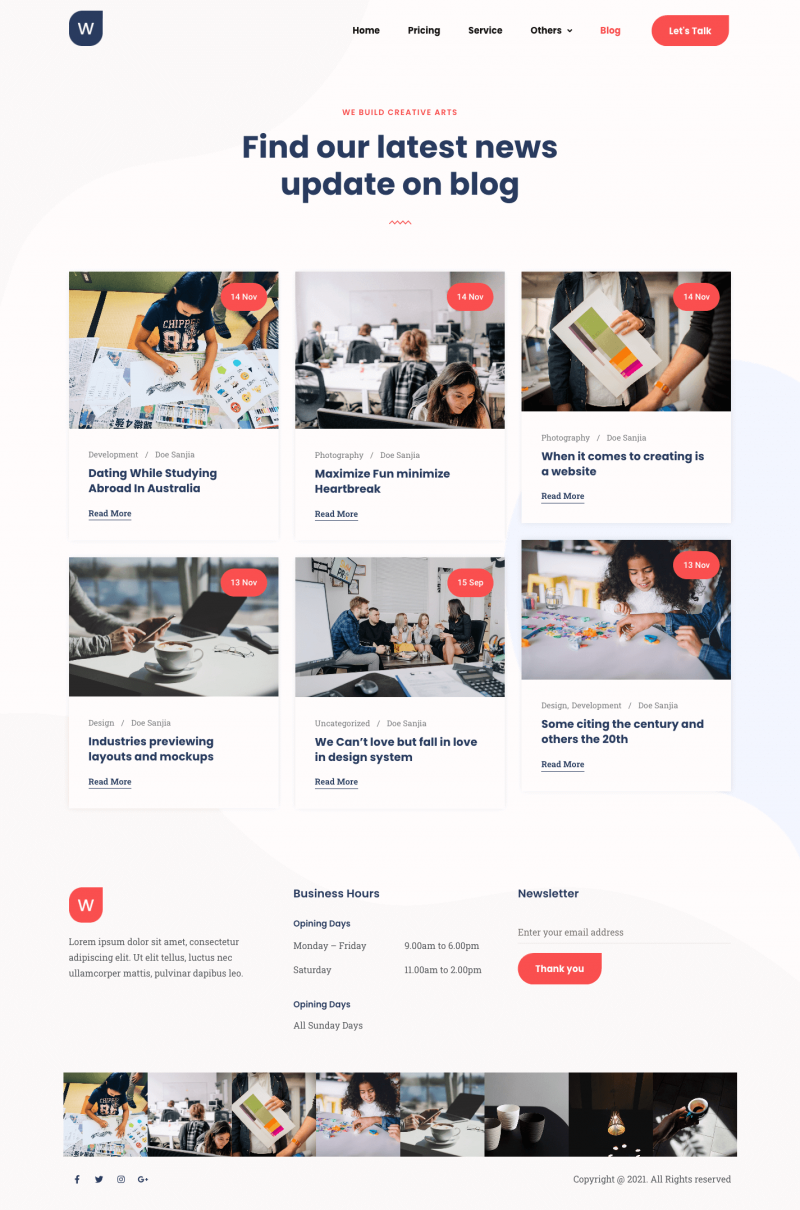 W
Home Pricing Service Others Blog Let's Talk
WE BUILD CREATIVE ARTS
Find our latest news
update on blog
14 Nov
CHIPPE
Development / Doe Sanjia
Dating While Studying
Abroad In Australia
Read More
14 Nov
Photography / Doe Sanjia
Maximize Fun minimize
Heartbreak
Read More
14 Nov
Photography / Doe Sanjia
When it comes to creating is
a website
Read More
13 Nov
Design / Doe Sanjia
Industries previewing
layouts and mockups
Read More
15 Sep
Uncategorized / Doe Sanjia
We Can’t love but fall in love
in design system
Read More
13 Nov
Design, Development / Doe Sanjia
Some citing the century and
others the 20th
Read More
W
Lorem ipsum dolor sit amet, consectetur
adipiscing elit. Ut elit tellus, luctus nec
ullamcorper mattis, pulvinar dapibus leo.
Business Hours
Opining Days
Monday – Friday 9.00am to 6.00pm
Saturday 11.00am to 2.00pm
Opining Days
All Sunday Days
Newsletter
Enter your email address
Thank you
Copyright @ 2021. All Rights reserved